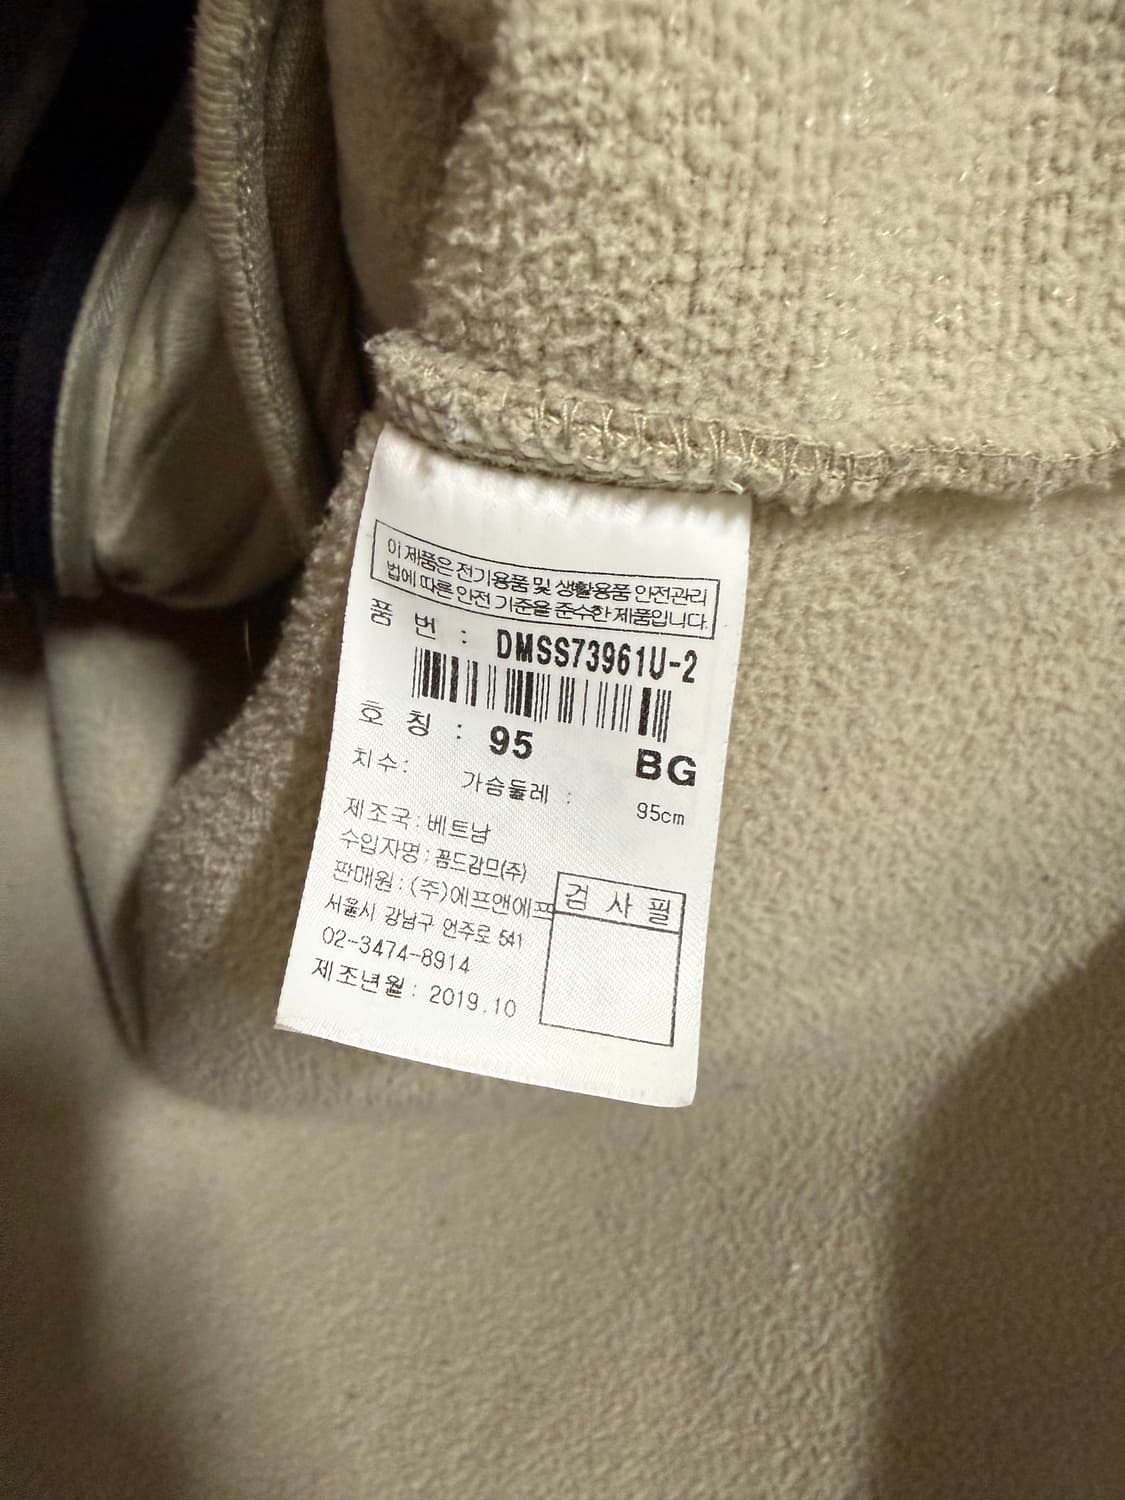 이 제품은 전기용품 및 생활용품 안전관리
법에 따른 안전 기준을 준수한 제품입니다.
품 번 : DMSS73961U-2
호 칭 : 95 BG
치수: 가슴둘레 : 95cm
제조국:베트남
수입자명:꼼드감므(주)
판매원:(주)에프앤에프
서울시 강남구 언주로 541
02-3474-8914
제조년월: 2019.10
검 사 필